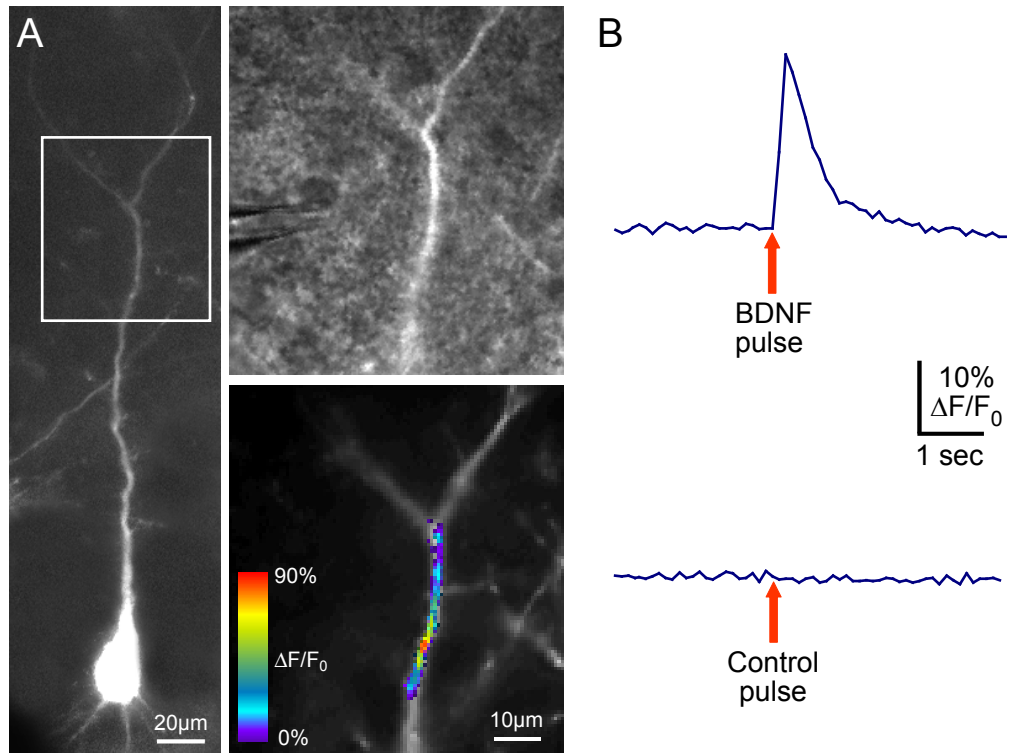 A
20μm
90%
ΔF/F₀
0%
10μm
B
BDNF
pulse
10%
ΔF/F₀
1 sec
Control
pulse